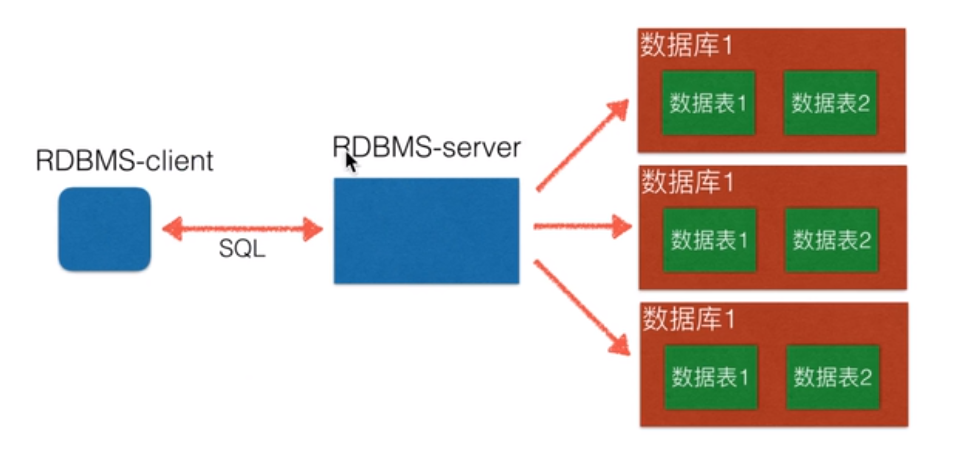 RDBMS-client
SQL
RDBMS-server
数据库1
数据表1
数据表2
数据库1
数据表1
数据表2
数据库1
数据表1
数据表2